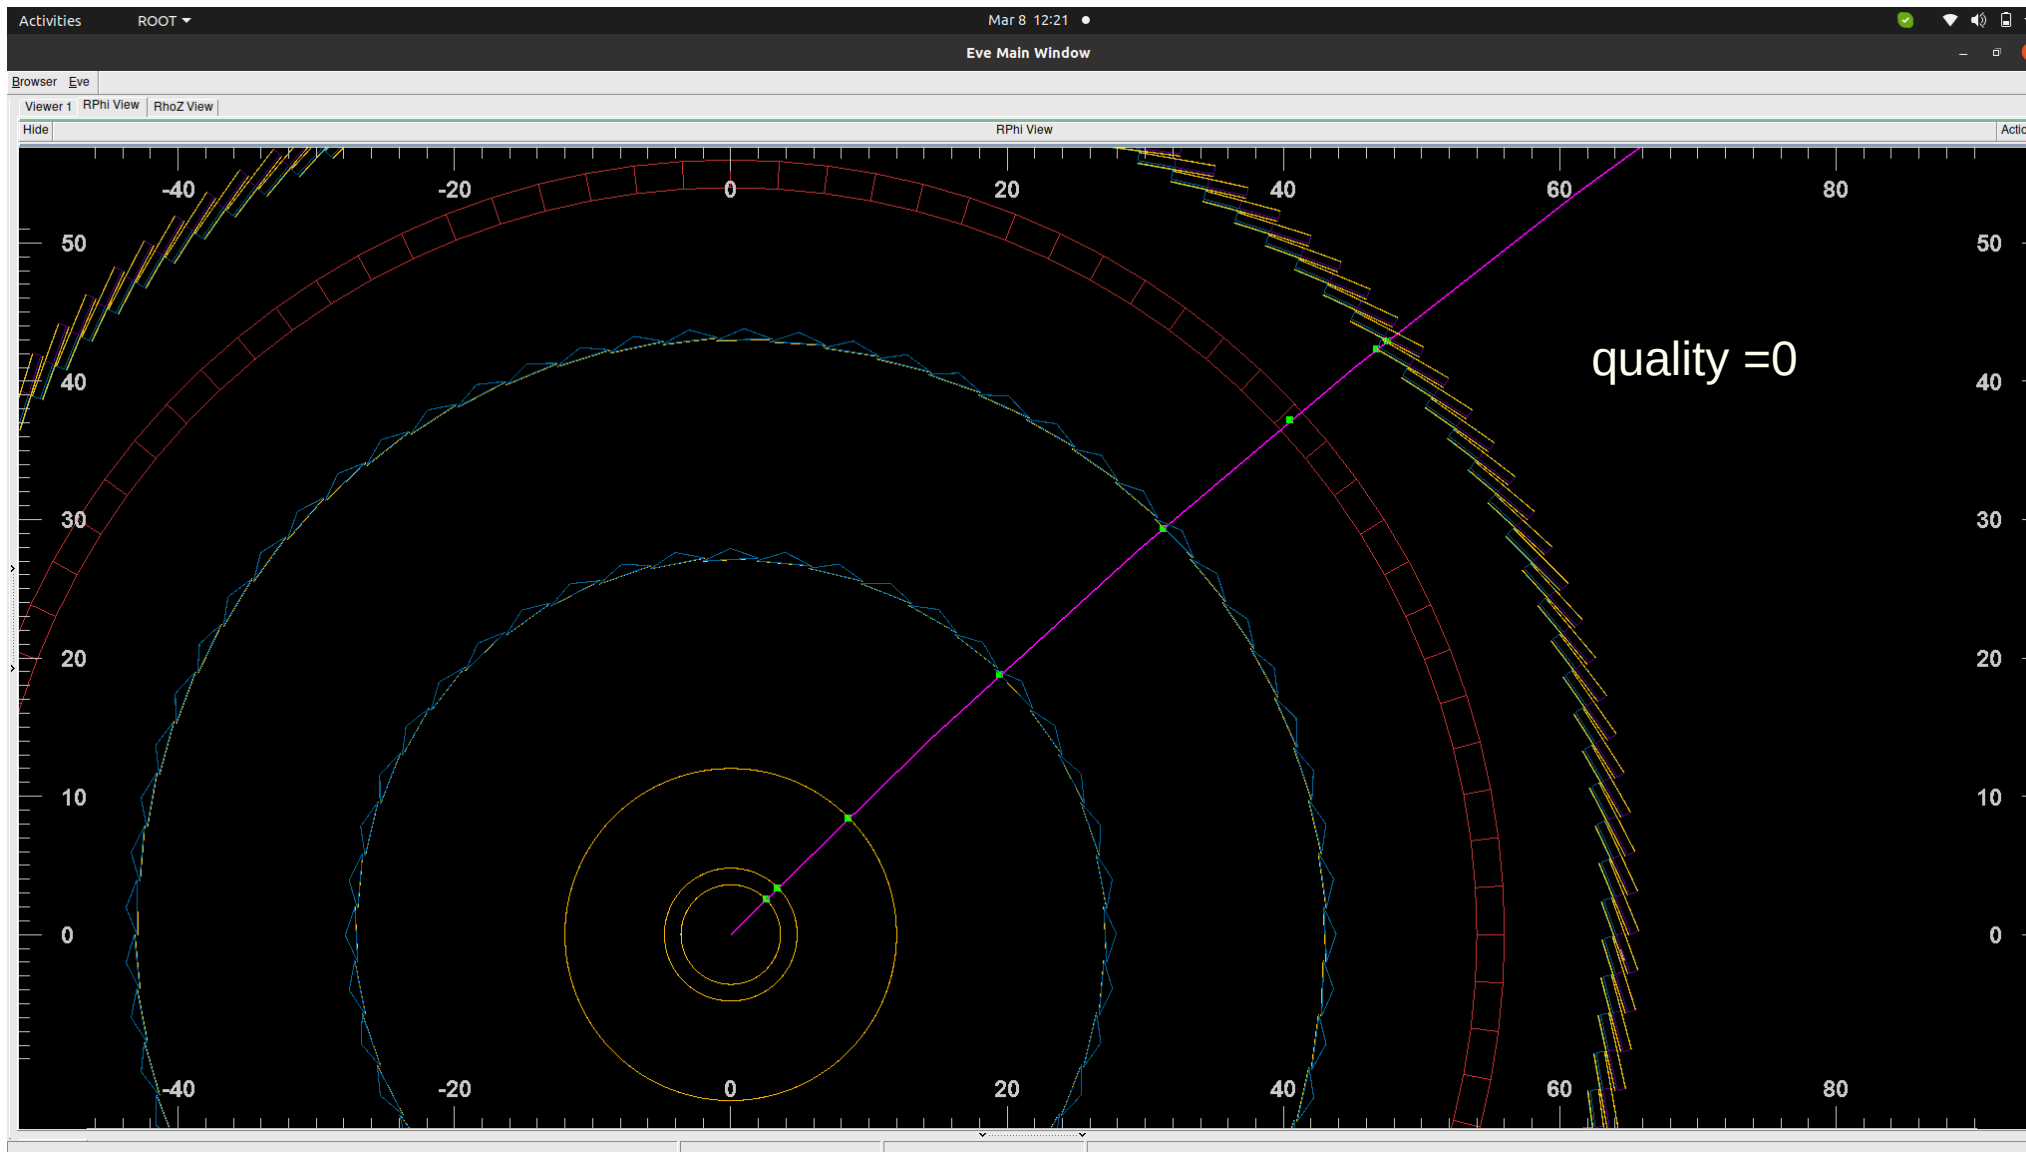 Activities ROOT Mar 8 12:21
Eve Main Window
Browser Eve
Viewer 1 RPhi View RhoZ View
Hide RPhi View Actio
-40 -20 0 20 40 60 80
50 50
quality =0
40 40
30 30
20 20
10 10
0 0
-40 -20 0 20 40 60 80